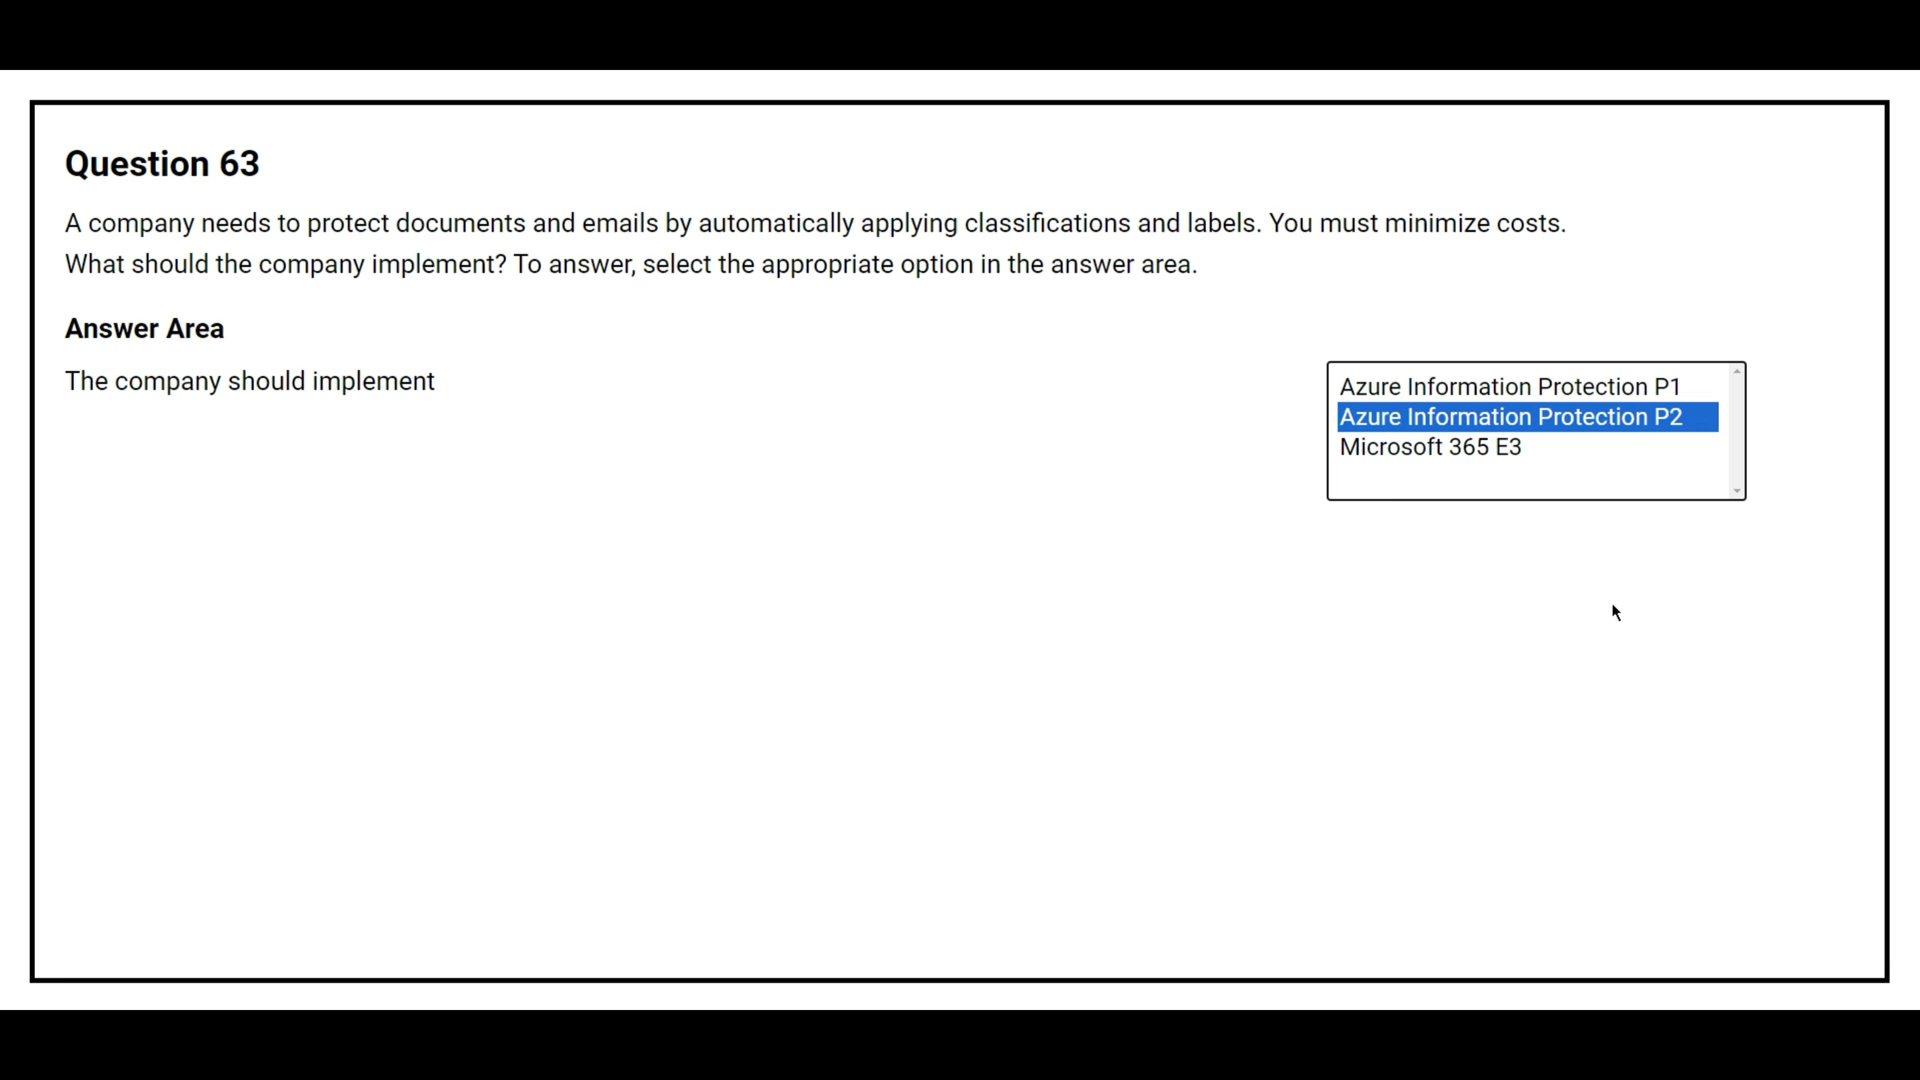 Question 63
A company needs to protect documents and emails by automatically applying classifications and labels. You must minimize costs.
What should the company implement? To answer, select the appropriate option in the answer area.
Answer Area
The company should implement
Azure Information Protection P1
Azure Information Protection P2
Microsoft 365 E3